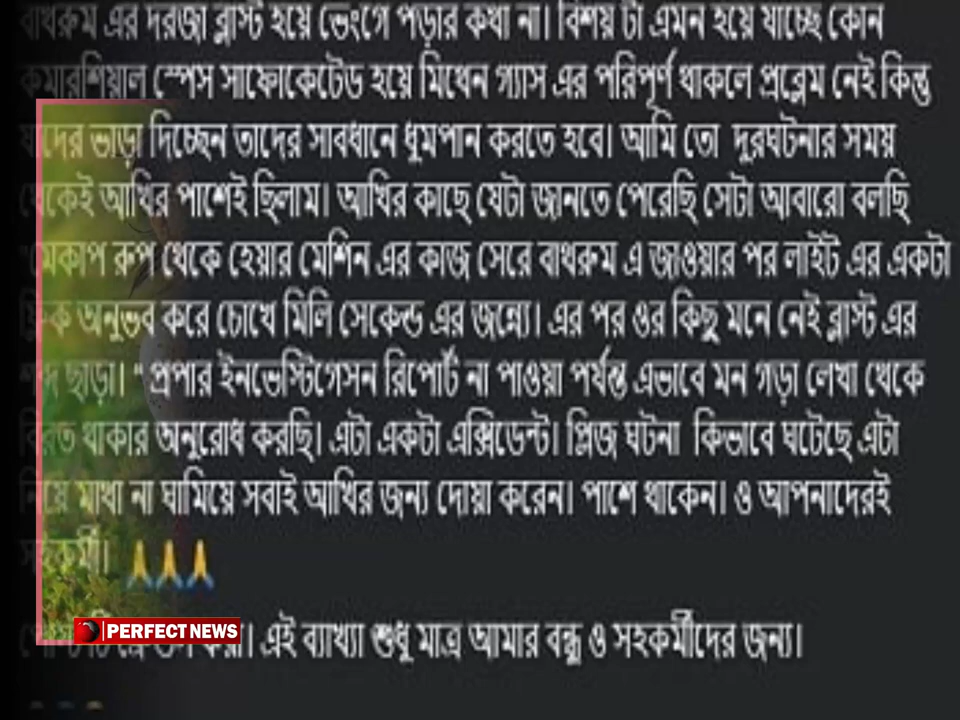 বাথরুম এর দরজা ব্লাস্ট হয়ে ভেংগে পড়ার কথা না। বিশয় টা এমন হয়ে যাচ্ছে কোন
কমারশিয়াল স্পেস সাফোকেটেড হয়ে মিথেন গ্যাস এর পরিপূর্ণ থাকলে প্রব্লেম নেই কিন্তু
যাদের ভাড়া দিচ্ছেন তাদের সাবধানে ধুমপান করতে হবে। আমি তো দুরঘটনার সময়
থেকেই আখির পাশেই ছিলাম। আখির কাছে যেটা জানতে পেরেছি সেটা আবারো বলছি
"মেকাপ রুপ থেকে হেয়ার মেশিন এর কাজ সেরে বাথরুম এ জাওয়ার পর লাইট এর একটা
অনুভব করে চোখে মিলি সেকেন্ড এর জন্ন্যে। এর পর ওর কিছু মনে নেই ব্লাস্ট এর
শব্দ ছাড়া। " প্রপার ইনভেস্টিগেসন রিপোর্ট না পাওয়া পর্যন্ত এভাবে মন গড়া লেখা থেকে
বিরত থাকার অনুরোধ করছি। এটা একটা এক্সিডেন্ট। প্লিজ ঘটনা কিভাবে ঘটেছে এটা
নিয়ে মাথা না ঘামিয়ে সবাই আখির জন্য দোয়া করেন। পাশে থাকেন। ও আপনাদেরই
সহকর্মী। 🙏🙏🙏
করা। এই ব্যাখ্যা শুধু মাত্র আমার বন্ধু ও সহকর্মীদের জন্য।
PERFECT NEWS